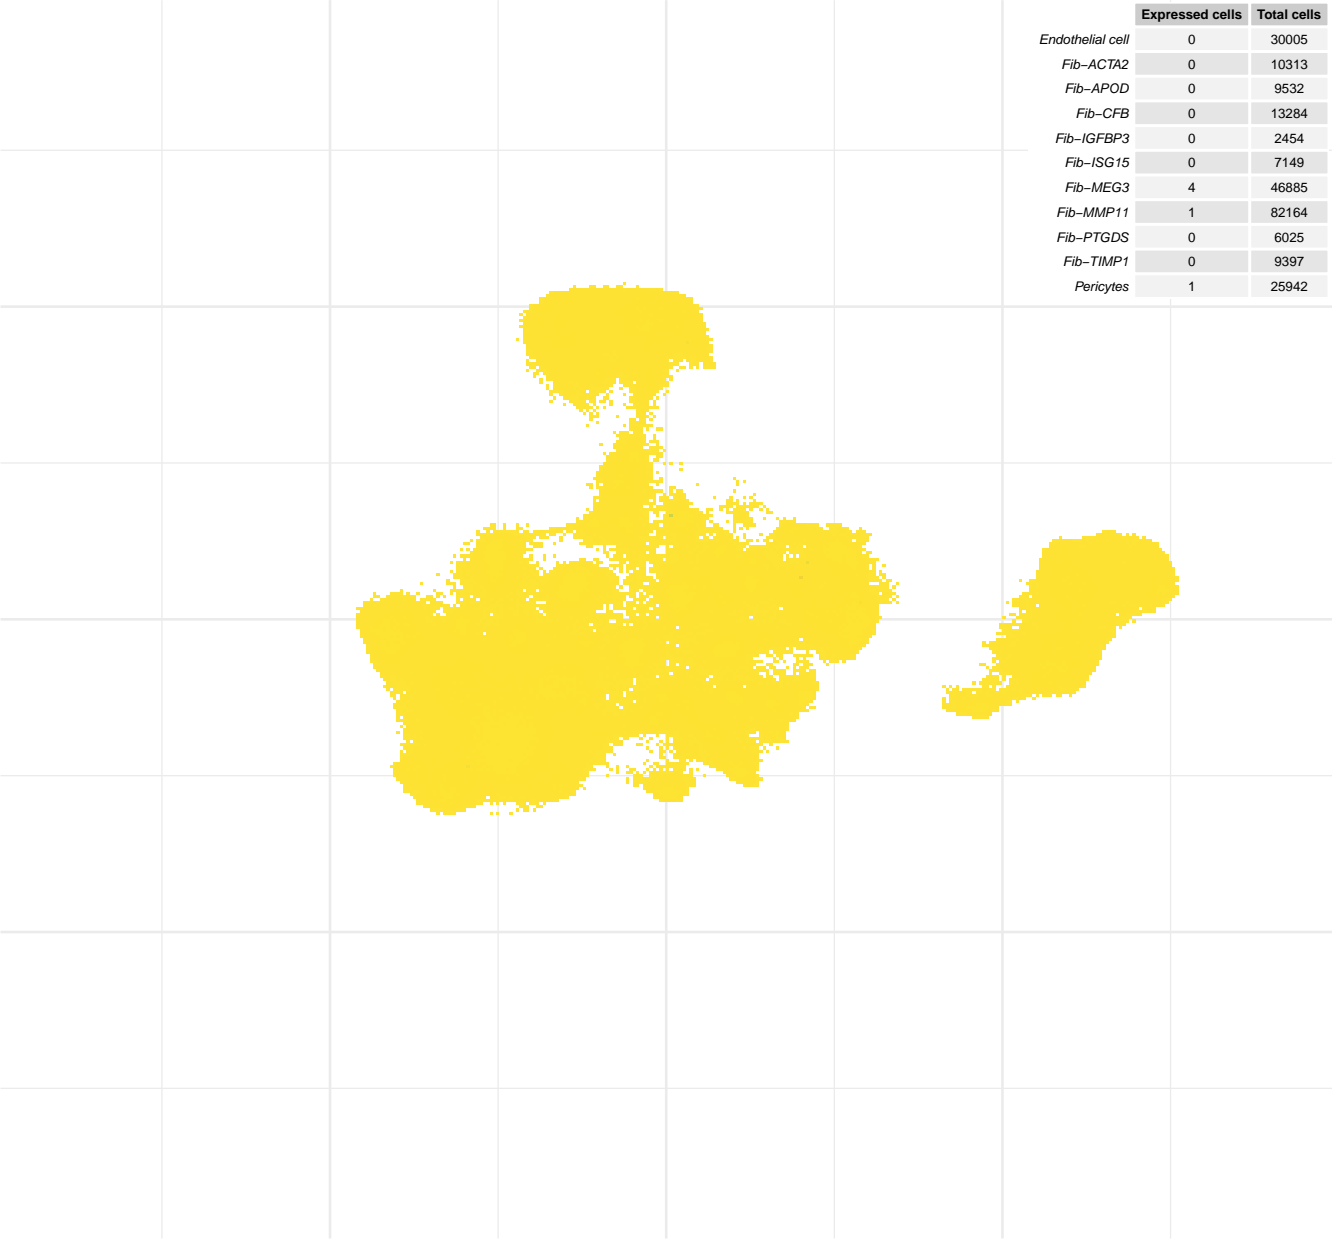 Expressed cells Total cells
Endothelial cell 0 30005
Fib−ACTA2 0 10313
Fib−APOD 0 9532
Fib−CFB 0 13284
Fib−IGFBP3 0 2454
Fib−ISG15 0 7149
Fib−MEG3 4 46885
Fib−MMP11 1 82164
Fib−PTGDS 0 6025
Fib−TIMP1 0 9397
Pericytes 1 25942